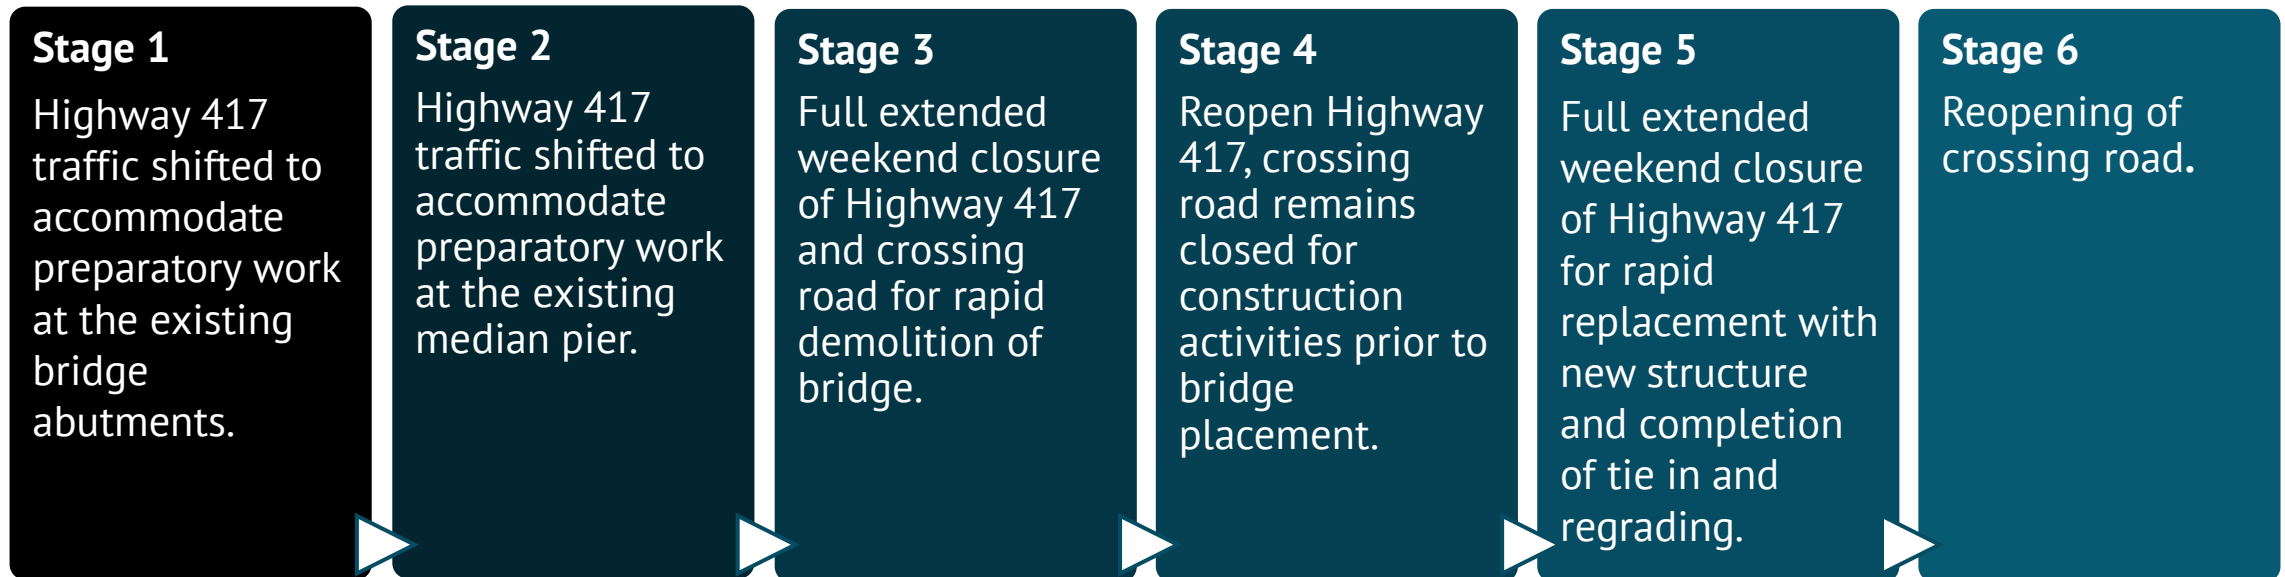 Stage 1
Highway 417
traffic shifted to
accommodate
preparatory work
at the existing
bridge
abutments.
Stage 2
Highway 417
traffic shifted to
accommodate
preparatory work
at the existing
median pier.
Stage 3
Full extended
weekend closure
of Highway 417
and crossing
road for rapid
demolition of
bridge.
Stage 4
Reopen Highway
417, crossing
road remains
closed for
construction
activities prior to
bridge
placement.
Stage 5
Full extended
weekend closure
of Highway 417
for rapid
replacement with
new structure
and completion
of tie in and
regrading.
Stage 6
Reopening of
crossing road.